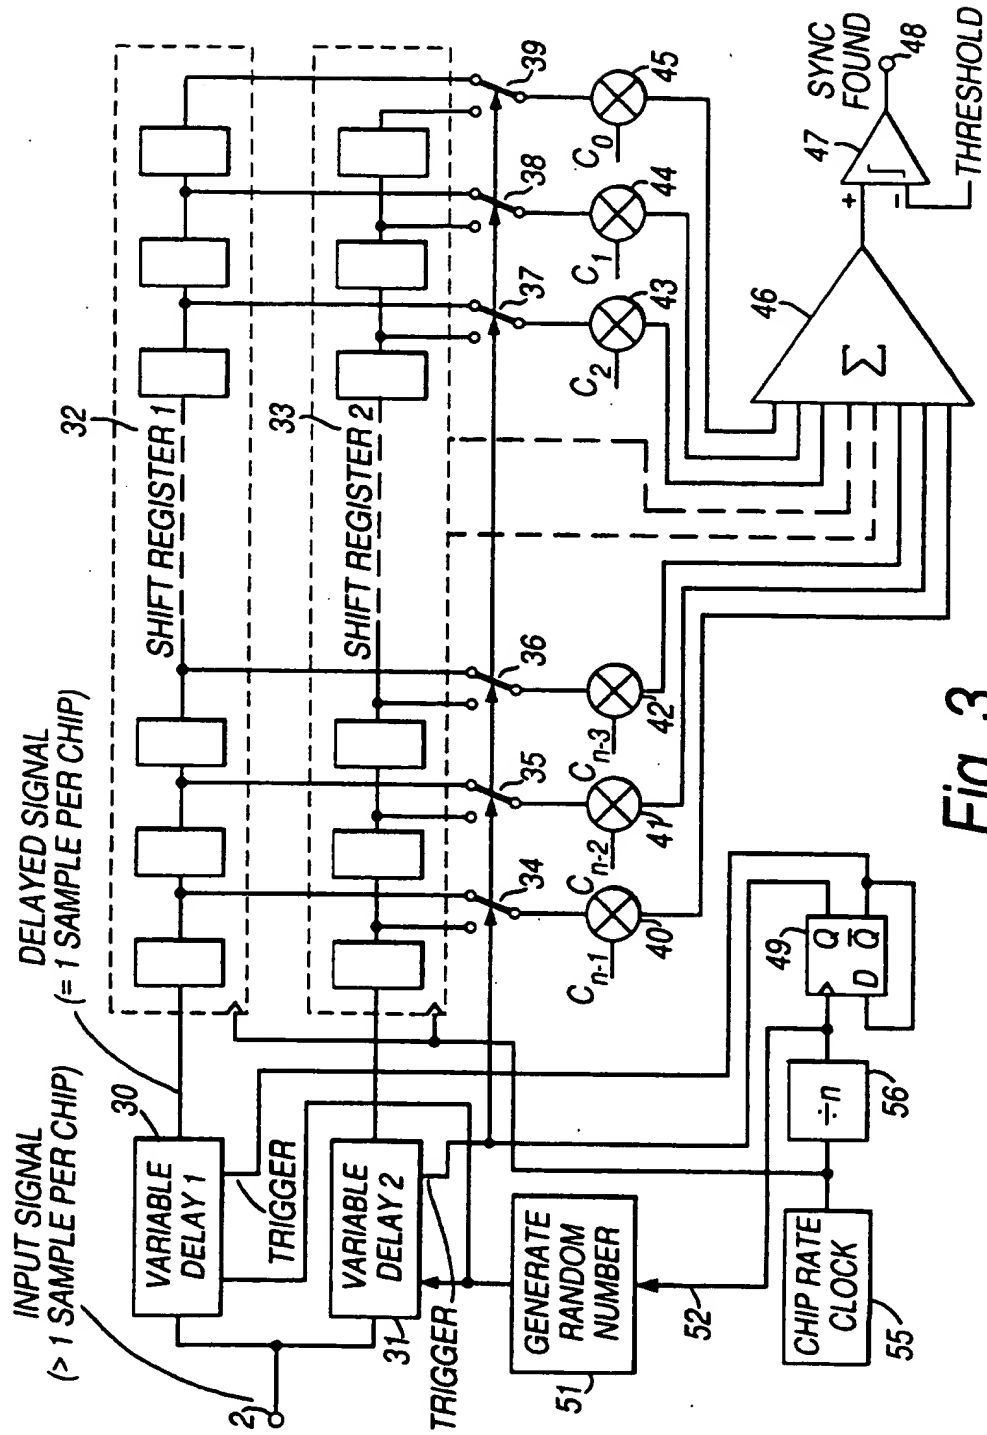 INPUT SIGNAL
(> 1 SAMPLE PER CHIP)
DELAYED SIGNAL
(= 1 SAMPLE PER CHIP)
2
30
VARIABLE
DELAY 1
TRIGGER
32
SHIFT REGISTER 1
31
VARIABLE
DELAY 2
TRIGGER
33
SHIFT REGISTER 2
34
35
36
37
38
39
51
GENERATE
RANDOM
NUMBER
52
C_{n-1}
C_{n-2}
C_{n-3}
C_2
C_1
C_0
40
41
42
43
44
45
55
CHIP RATE
CLOCK
÷n
56
49
Q
D
Q̄
46
Σ
+
-
47
SYNC
FOUND
48
THRESHOLD
Fig. 3